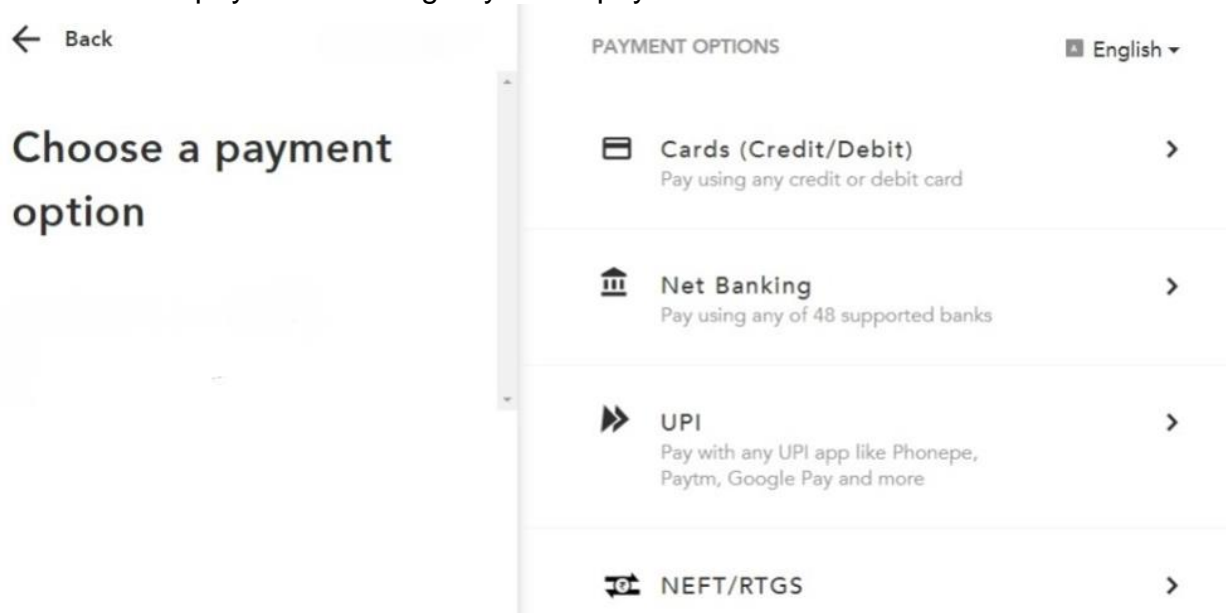 Back
Choose a payment
option
PAYMENT OPTIONS
English
Cards (Credit/Debit)
Pay using any credit or debit card
Net Banking
Pay using any of 48 supported banks
UPI
Pay with any UPI app like Phonepe,
Paytm, Google Pay and more
NEFT/RTGS